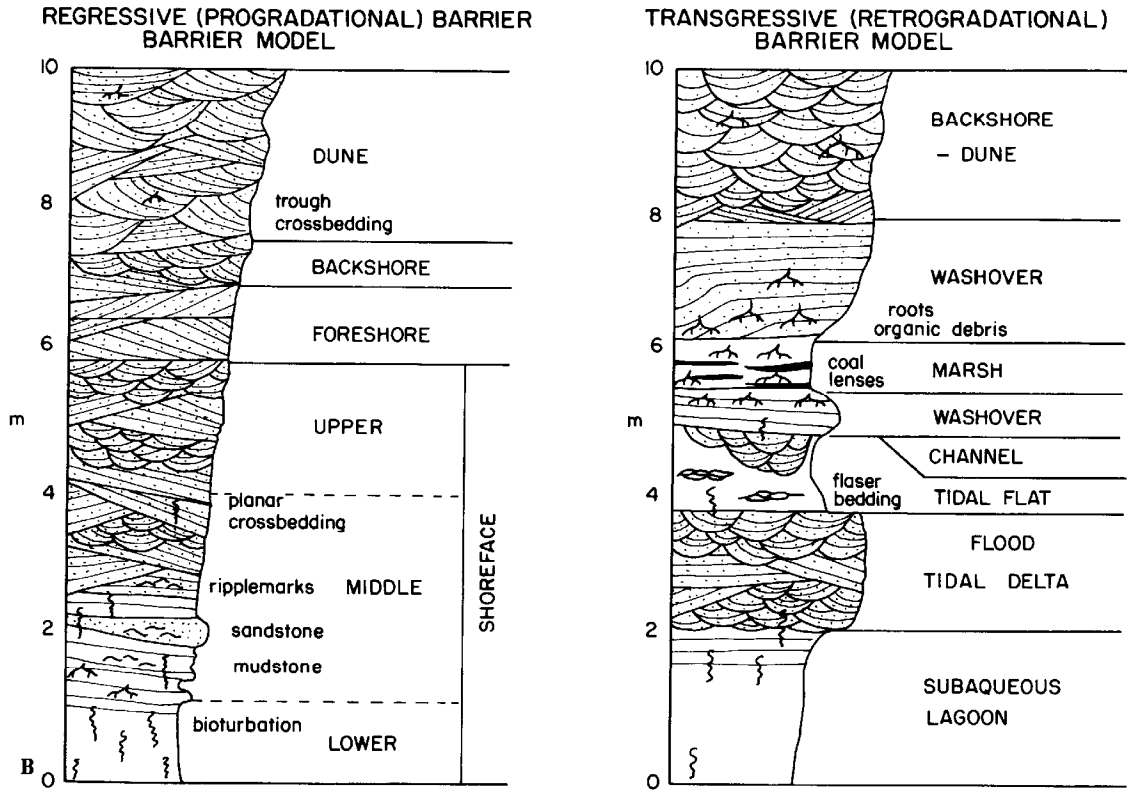 REGRESSIVE (PROGRADATIONAL) BARRIER
BARRIER MODEL
10
8
6
m
4
2
B 0
DUNE
trough
crossbedding
BACKSHORE
FORESHORE
UPPER
planar
crossbedding
ripplemarks MIDDLE
sandstone
mudstone
bioturbation
LOWER
SHOREFACE
TRANSGRESSIVE (RETROGRADATIONAL)
BARRIER MODEL
10
8
6
m
4
2
0
BACKSHORE
– DUNE
WASHOVER
roots
organic debris
coal
lenses
MARSH
WASHOVER
CHANNEL
flaser
bedding
TIDAL FLAT
FLOOD
TIDAL DELTA
SUBAQUEOUS
LAGOON